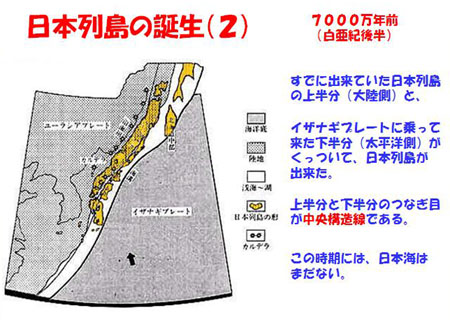 日本列島の誕生(２)
７０００万年前
(白亜紀後半)
すでに出来ていた日本列島
の上半分（大陸側）と、
イザナギプレートに乗って
来た下半分（太平洋側）が
くっついて、日本列島が
出来た。
上半分と下半分のつなぎ目
が中央構造線である。
この時期には、日本海は
まだない。
ユーラシアプレート
カルデラ
イザナギプレート
海洋底
陸地
浅海〜湖
日本列島の形
カルデラ